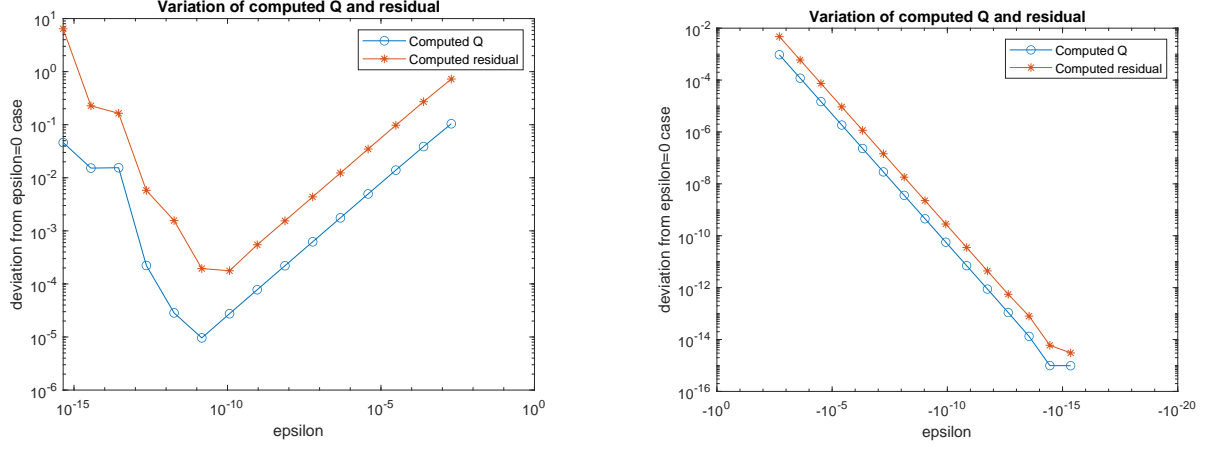 Variation of computed Q and residual
Computed Q
Computed residual
deviation from epsilon=0 case
10^1
10^0
10^-1
10^-2
10^-3
10^-4
10^-5
10^-6
10^-15
10^-10
10^-5
10^0
epsilon
Variation of computed Q and residual
Computed Q
Computed residual
deviation from epsilon=0 case
10^-2
10^-4
10^-6
10^-8
10^-10
10^-12
10^-14
10^-16
-10^0
-10^-5
-10^-10
-10^-15
-10^-20
epsilon